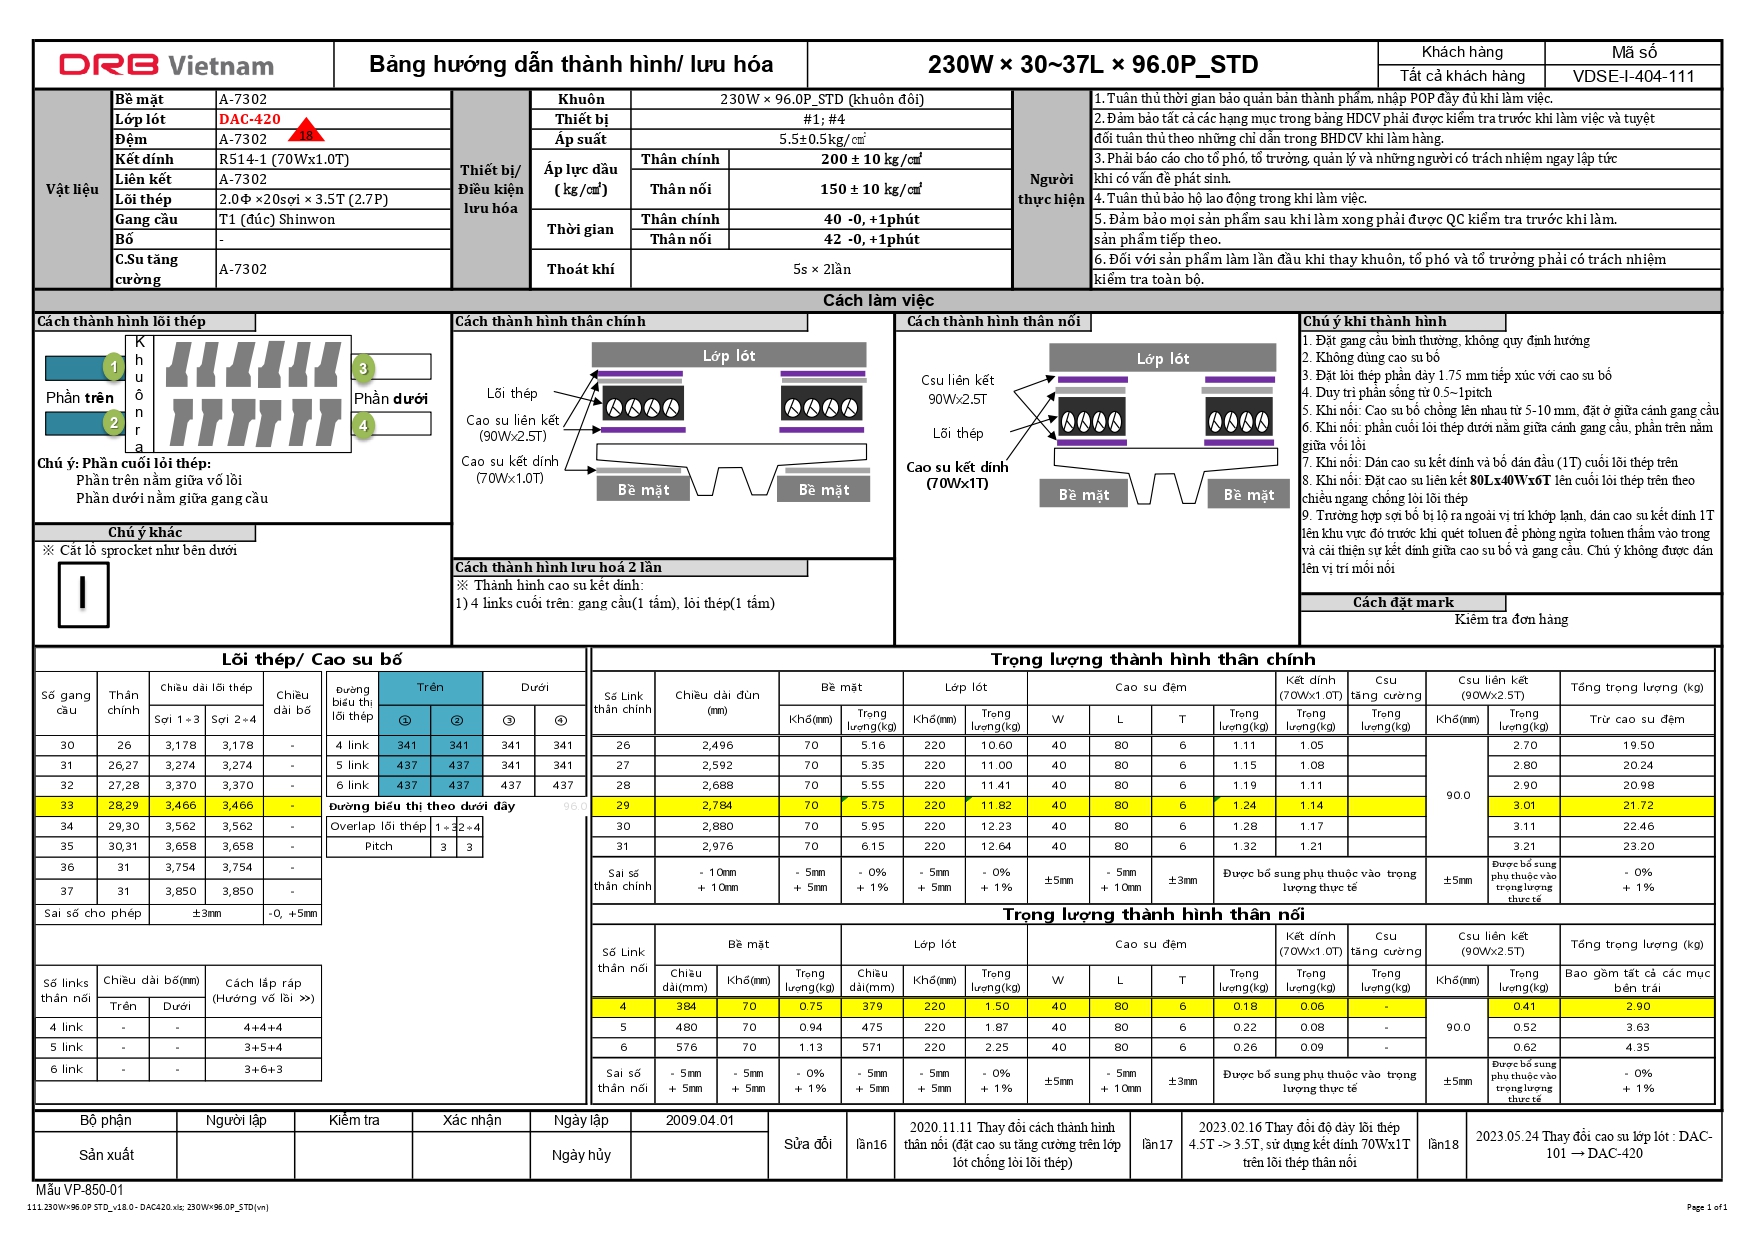 DRB Vietnam
Bảng hướng dẫn thành hình/ lưu hóa
230W × 30~37L × 96.0P_STD
Khách hàng
Mã số
Tất cả khách hàng
VDSE-I-404-111
Vật liệu
Bề mặt A-7302
Lớp lót DAC-420
18
Đệm A-7302
Kết dính R514-1 (70Wx1.0T)
Liên kết A-7302
Lõi thép 2.0Φ ×20sợi × 3.5T (2.7P)
Gang cầu T1 (đúc) Shinwon
Bố -
C.Su tăng cường A-7302
Thiết bị/ Điều kiện lưu hóa
Khuôn 230W × 96.0P_STD (khuôn đôi)
Thiết bị #1; #4
Áp suất 5.5±0.5kg/㎠
Áp lực dầu (㎏/㎠)
Thân chính 200 ± 10 ㎏/㎠
Thân nối 150 ± 10 ㎏/㎠
Thời gian
Thân chính 40 -0, +1phút
Thân nối 42 -0, +1phút
Thoát khí 5s × 2lần
Người thực hiện
1. Tuân thủ thời gian bảo quản bản thành phẩm, nhập POP đầy đủ khi làm việc.
2. Đảm bảo tất cả các hạng mục trong bảng HDCV phải được kiểm tra trước khi làm việc và tuyệt
đối tuân thủ theo những chỉ dẫn trong BHDCV khi làm hàng.
3. Phải báo cáo cho tổ phó, tổ trưởng, quản lý và những người có trách nhiệm ngay lập tức
khi có vấn đề phát sinh.
4. Tuân thủ bảo hộ lao động trong khi làm việc.
5. Đảm bảo mọi sản phẩm sau khi làm xong phải được QC kiểm tra trước khi làm.
sản phẩm tiếp theo.
6. Đối với sản phẩm làm lần đầu khi thay khuôn, tổ phó và tổ trưởng phải có trách nhiệm
kiểm tra toàn bộ.
Cách làm việc
Cách thành hình lõi thép
Khuôn ra
1
2
3
4
Phần trên
Phần dưới
Chú ý: Phần cuối lõi thép:
Phần trên nằm giữa vố lồi
Phần dưới nằm giữa gang cầu
Chú ý khác
※ Cắt lổ sprocket như bên dưới
I
Cách thành hình thân chính
Lớp lót
Lõi thép
Cao su liên kết
(90Wx2.5T)
Cao su kết dính
(70Wx1.0T)
Bề mặt
Bề mặt
Cách thành hình lưu hoá 2 lần
※ Thành hình cao su kết dính:
1) 4 links cuối trên: gang cầu(1 tấm), lõi thép(1 tấm)
Cách thành hình thân nối
Lớp lót
Csu liên kết
90Wx2.5T
Lõi thép
Cao su kết dính
(70Wx1T)
Bề mặt
Bề mặt
Chú ý khi thành hình
1. Đặt gang cầu bình thường, không quy định hướng
2. Không dùng cao su bố
3. Đặt lõi thép phần dày 1.75 mm tiếp xúc với cao su bố
4. Duy trì phần sống từ 0.5~1pitch
5. Khi nối: Cao su bố chồng lên nhau từ 5-10 mm, đặt ở giữa cánh gang cầu
6. Khi nối: phần cuối lõi thép dưới nằm giữa cánh gang cầu, phần trên nằm
giữa vối lồi
7. Khi nối: Dán cao su kết dính và bố dán đầu (1T) cuối lõi thép trên
8. Khi nối: Đặt cao su liên kết 80Lx40Wx6T lên cuối lõi thép trên theo
chiều ngang chống lòi lõi thép
9. Trường hợp sợi bố bị lộ ra ngoài vị trí khớp lạnh, dán cao su kết dính 1T
lên khu vực đó trước khi quét toluen để phòng ngừa toluen thấm vào trong
và cải thiện sự kết dính giữa cao su bố và gang cầu. Chú ý không được dán
lên vị trí mối nối
Cách đặt mark
Kiểm tra đơn hàng
Lõi thép/ Cao su bố
Số gang cầu | Thân chính | Chiều dài lõi thép | Chiều dài bố
Sợi 1÷3 | Sợi 2÷4
30 26 3,178 3,178 -
31 26,27 3,274 3,274 -
32 27,28 3,370 3,370 -
33 28,29 3,466 3,466 -
34 29,30 3,562 3,562 -
35 30,31 3,658 3,658 -
36 31 3,754 3,754 -
37 31 3,850 3,850 -
Sai số cho phép ±3mm -0, +5mm
Đường biểu thị lõi thép | Trên | Dưới
① ② ③ ④
4 link 341 341 341 341
5 link 437 437 341 341
6 link 437 437 437 437
Đường biểu thị theo dưới đây 96.0
Overlap lõi thép 1÷3 2÷4
Pitch 3 3
Số links thân nối | Chiều dài bố(mm) | Cách lắp ráp (Hướng vố lồi ≫)
Trên | Dưới
4 link - - 4+4+4
5 link - - 3+5+4
6 link - - 3+6+3
Trọng lượng thành hình thân chính
Số Link thân chính | Chiều dài đùn (mm) | Bề mặt | Lớp lót | Cao su đệm | Kết dính (70Wx1.0T) | Csu tăng cường | Csu liên kết (90Wx2.5T) | Tổng trọng lượng (kg)
Khổ(mm) | Trọng lượng(kg) | Khổ(mm) | Trọng lượng(kg) | W | L | T | Trọng lượng(kg) | Trọng lượng(kg) | Trọng lượng(kg) | Khổ(mm) | Trọng lượng(kg) | Trừ cao su đệm
26 2,496 70 5.16 220 10.60 40 80 6 1.11 1.05 2.70 19.50
27 2,592 70 5.35 220 11.00 40 80 6 1.15 1.08 2.80 20.24
28 2,688 70 5.55 220 11.41 40 80 6 1.19 1.11 2.90 20.98
90.0
29 2,784 70 5.75 220 11.82 40 80 6 1.24 1.14 3.01 21.72
30 2,880 70 5.95 220 12.23 40 80 6 1.28 1.17 3.11 22.46
31 2,976 70 6.15 220 12.64 40 80 6 1.32 1.21 3.21 23.20
Sai số thân chính | - 10mm + 10mm | - 5mm + 5mm | - 0% + 1% | - 5mm + 5mm | - 0% + 1% | ±5mm | - 5mm + 10mm | ±3mm | Được bổ sung phụ thuộc vào trọng lượng thực tế | ±5mm | Được bổ sung phụ thuộc vào trọng lượng thực tế | - 0% + 1%
Trọng lượng thành hình thân nối
Số Link thân nối | Bề mặt | Lớp lót | Cao su đệm | Kết dính (70Wx1.0T) | Csu tăng cường | Csu liên kết (90Wx2.5T) | Tổng trọng lượng (kg)
Chiều dài(mm) | Khổ(mm) | Trọng lượng(kg) | Chiều dài(mm) | Khổ(mm) | Trọng lượng(kg) | W | L | T | Trọng lượng(kg) | Trọng lượng(kg) | Trọng lượng(kg) | Khổ(mm) | Trọng lượng(kg) | Bao gồm tất cả các mục bên trái
4 384 70 0.75 379 220 1.50 40 80 6 0.18 0.06 - 0.41 2.90
5 480 70 0.94 475 220 1.87 40 80 6 0.22 0.08 - 90.0 0.52 3.63
6 576 70 1.13 571 220 2.25 40 80 6 0.26 0.09 - 0.62 4.35
Sai số thân nối | - 5mm + 5mm | - 5mm + 5mm | - 0% + 1% | - 5mm + 5mm | - 5mm + 5mm | - 0% + 1% | ±5mm | - 5mm + 10mm | ±3mm | Được bổ sung phụ thuộc vào trọng lượng thực tế | ±5mm | Được bổ sung phụ thuộc vào trọng lượng thực tế | - 0% + 1%
Bộ phận | Người lập | Kiểm tra | Xác nhận | Ngày lập | 2009.04.01
Sản xuất | Ngày hủy
Sửa đổi
lần16
2020.11.11 Thay đổi cách thành hình
thân nối (đặt cao su tăng cường trên lớp
lót chống lòi lõi thép)
lần17
2023.02.16 Thay đổi độ dày lõi thép
4.5T -> 3.5T, sử dụng kết dính 70Wx1T
trên lõi thép thân nối
lần18
2023.05.24 Thay đổi cao su lớp lót : DAC-
101 → DAC-420
Mẫu VP-850-01
111.230W×96.0P STD_v18.0 - DAC420.xls; 230W×96.0P_STD(vn)
Page 1 of 1